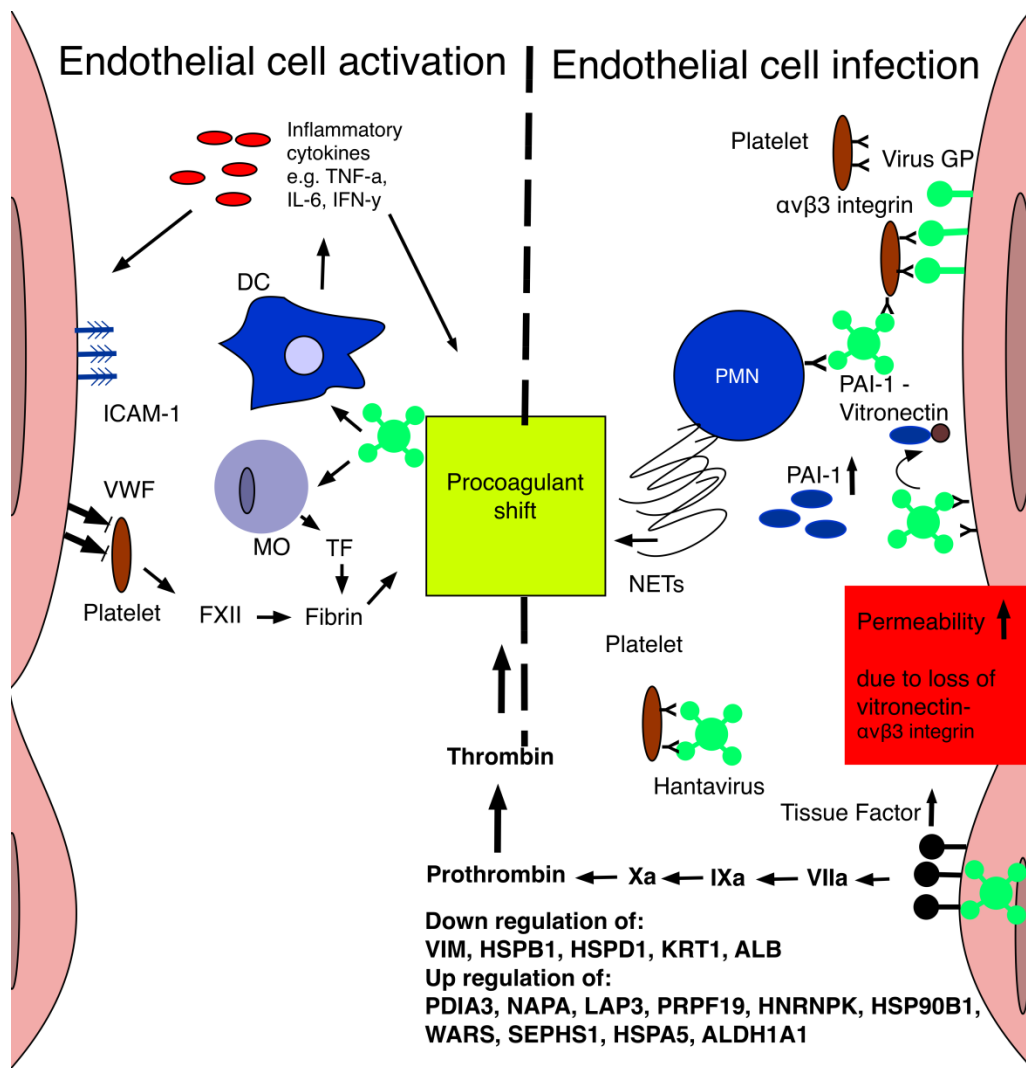 Endothelial cell activation
Endothelial cell infection
Inflammatory
cytokines
e.g. TNF-a,
IL-6, IFN-y
DC
ICAM-1
VWF
MO
TF
Platelet
FXII
Fibrin
Procoagulant
shift
Platelet
Virus GP
αvβ3 integrin
PMN
PAI-1 -
Vitronectin
PAI-1
NETs
Permeability
due to loss of
vitronectin-
αvβ3 integrin
Platelet
Hantavirus
Thrombin
Tissue Factor
Prothrombin
Xa
IXa
VIIa
Down regulation of:
VIM, HSPB1, HSPD1, KRT1, ALB
Up regulation of:
PDIA3, NAPA, LAP3, PRPF19, HNRNPK, HSP90B1,
WARS, SEPHS1, HSPA5, ALDH1A1